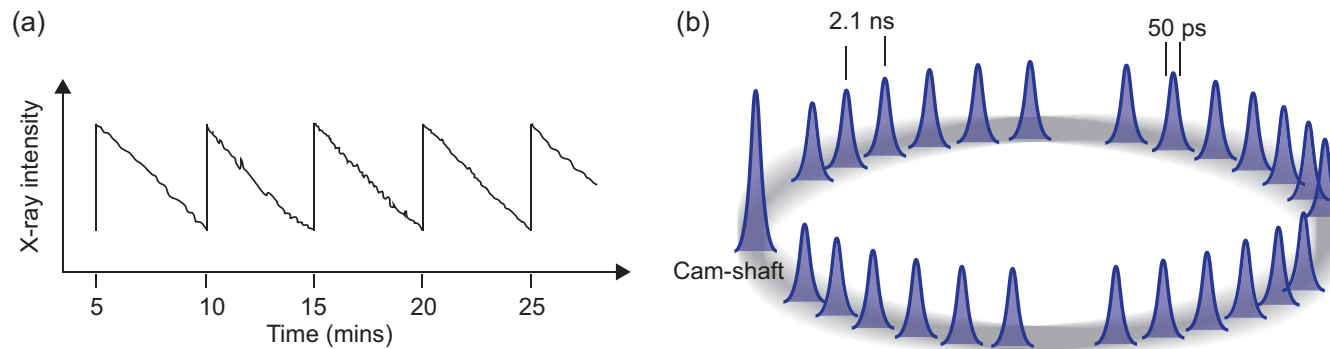 (a)
X-ray intensity
5 10 15 20 25
Time (mins)
(b)
2.1 ns
50 ps
Cam-shaft